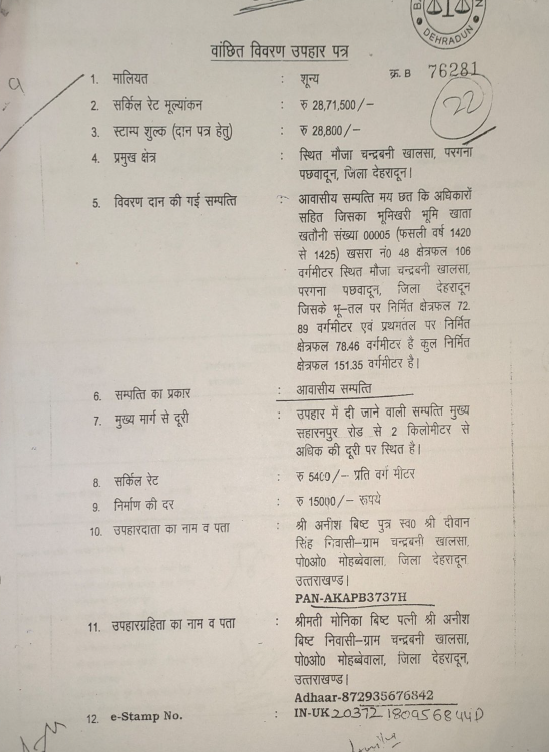 DEHRADUN
वांछित विवरण उपहार पत्र
क्र. B 76281
22
1. मालियत : शून्य
2. सर्किल रेट मूल्यांकन : रु 28,71,500/-
3. स्टाम्प शुल्क (दान पत्र हेतु) : रु 28,800/-
4. प्रमुख क्षेत्र : स्थित मौजा चन्द्रबनी खालसा, परगना
पछवादून, जिला देहरादून।
5. विवरण दान की गई सम्पत्ति : आवासीय सम्पत्ति मय छत कि अधिकारों
सहित जिसका भूमिखरी भूमि खाता
खतौनी संख्या 00005 (फसली वर्ष 1420
से 1425) खसरा नं0 48 क्षेत्रफल 106
वर्गमीटर स्थित मौजा चन्द्रबनी खालसा,
परगना पछवादून, जिला देहरादून
जिसके भू-तल पर निर्मित क्षेत्रफल 72.
89 वर्गमीटर एवं प्रथमतल पर निर्मित
क्षेत्रफल 78.46 वर्गमीटर है कुल निर्मित
क्षेत्रफल 151.35 वर्गमीटर है।
6. सम्पत्ति का प्रकार : आवासीय सम्पत्ति
7. मुख्य मार्ग से दूरी : उपहार में दी जाने वाली सम्पत्ति मुख्य
सहारनपुर रोड से 2 किलोमीटर से
अधिक की दूरी पर स्थित है।
8. सर्किल रेट : रु 5400/- प्रति वर्ग मीटर
9. निर्माण की दर : रु 15000/- रूपये
10. उपहारदाता का नाम व पता : श्री अनीश बिष्ट पुत्र स्व0 श्री दीवान
सिंह निवासी-ग्राम चन्द्रबनी खालसा,
पो0ओ0 मोहब्बेवाला, जिला देहरादून,
उत्तराखण्ड।
PAN-AKAPB3737H
11. उपहारग्रहिता का नाम व पता : श्रीमती मोनिका बिष्ट पत्नी श्री अनीश
बिष्ट निवासी-ग्राम चन्द्रबनी खालसा,
पो0ओ0 मोहब्बेवाला, जिला देहरादून,
उत्तराखण्ड।
Adhaar-872935676842
12. e-Stamp No. : IN-UK 20372180956844D